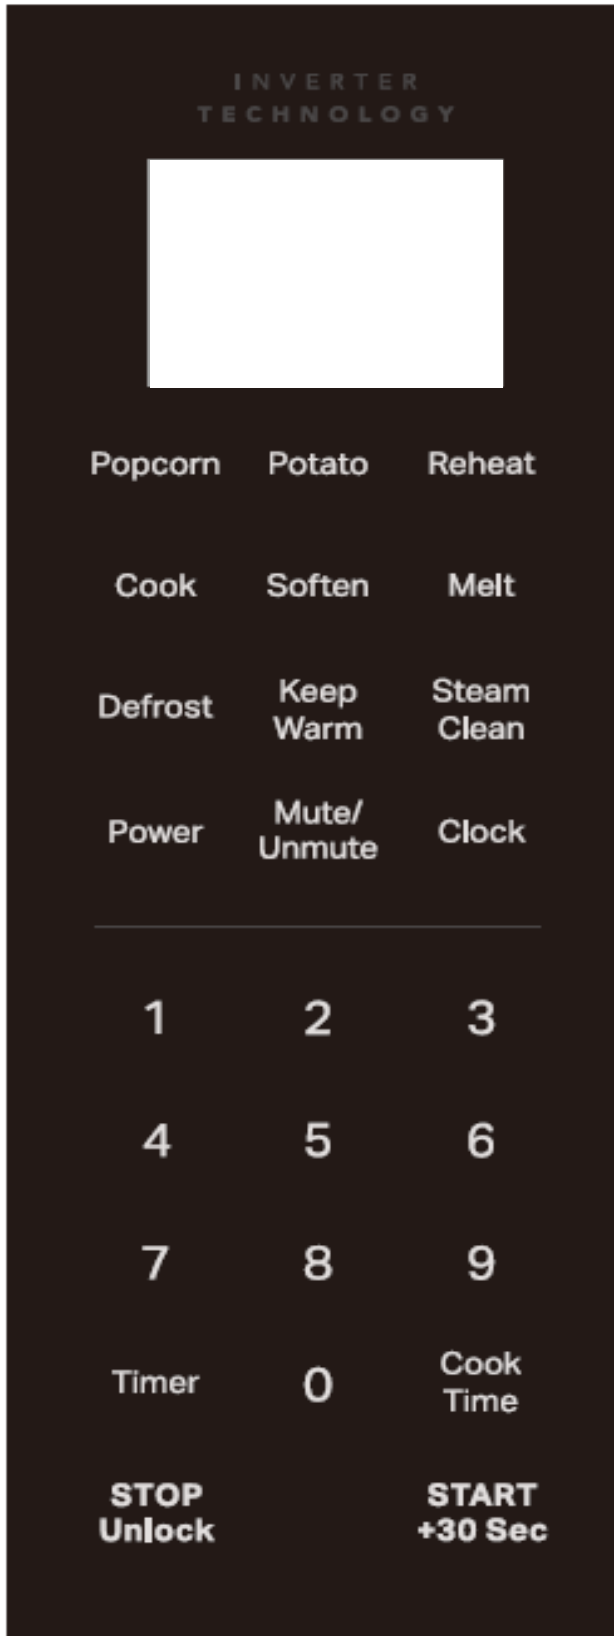 INVERTER
TECHNOLOGY
Popcorn Potato Reheat
Cook Soften Melt
Defrost
Keep
Warm
Steam
Clean
Power
Mute/
Unmute
Clock
1 2 3
4 5 6
7 8 9
Timer
0
Cook
Time
STOP
Unlock
START
+30 Sec